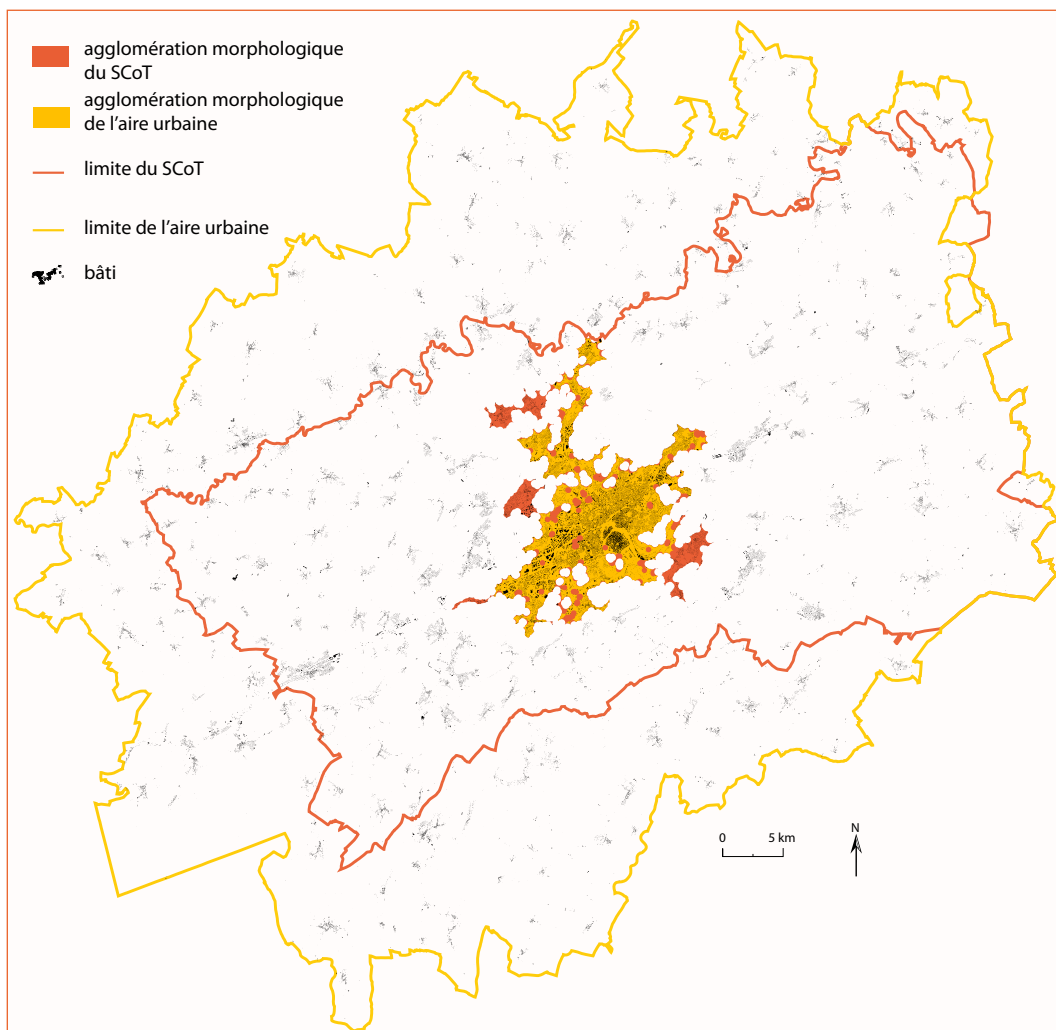 agglomération morphologique
du SCoT
agglomération morphologique
de l'aire urbaine
limite du SCoT
limite de l'aire urbaine
bâti
0 5 km
N